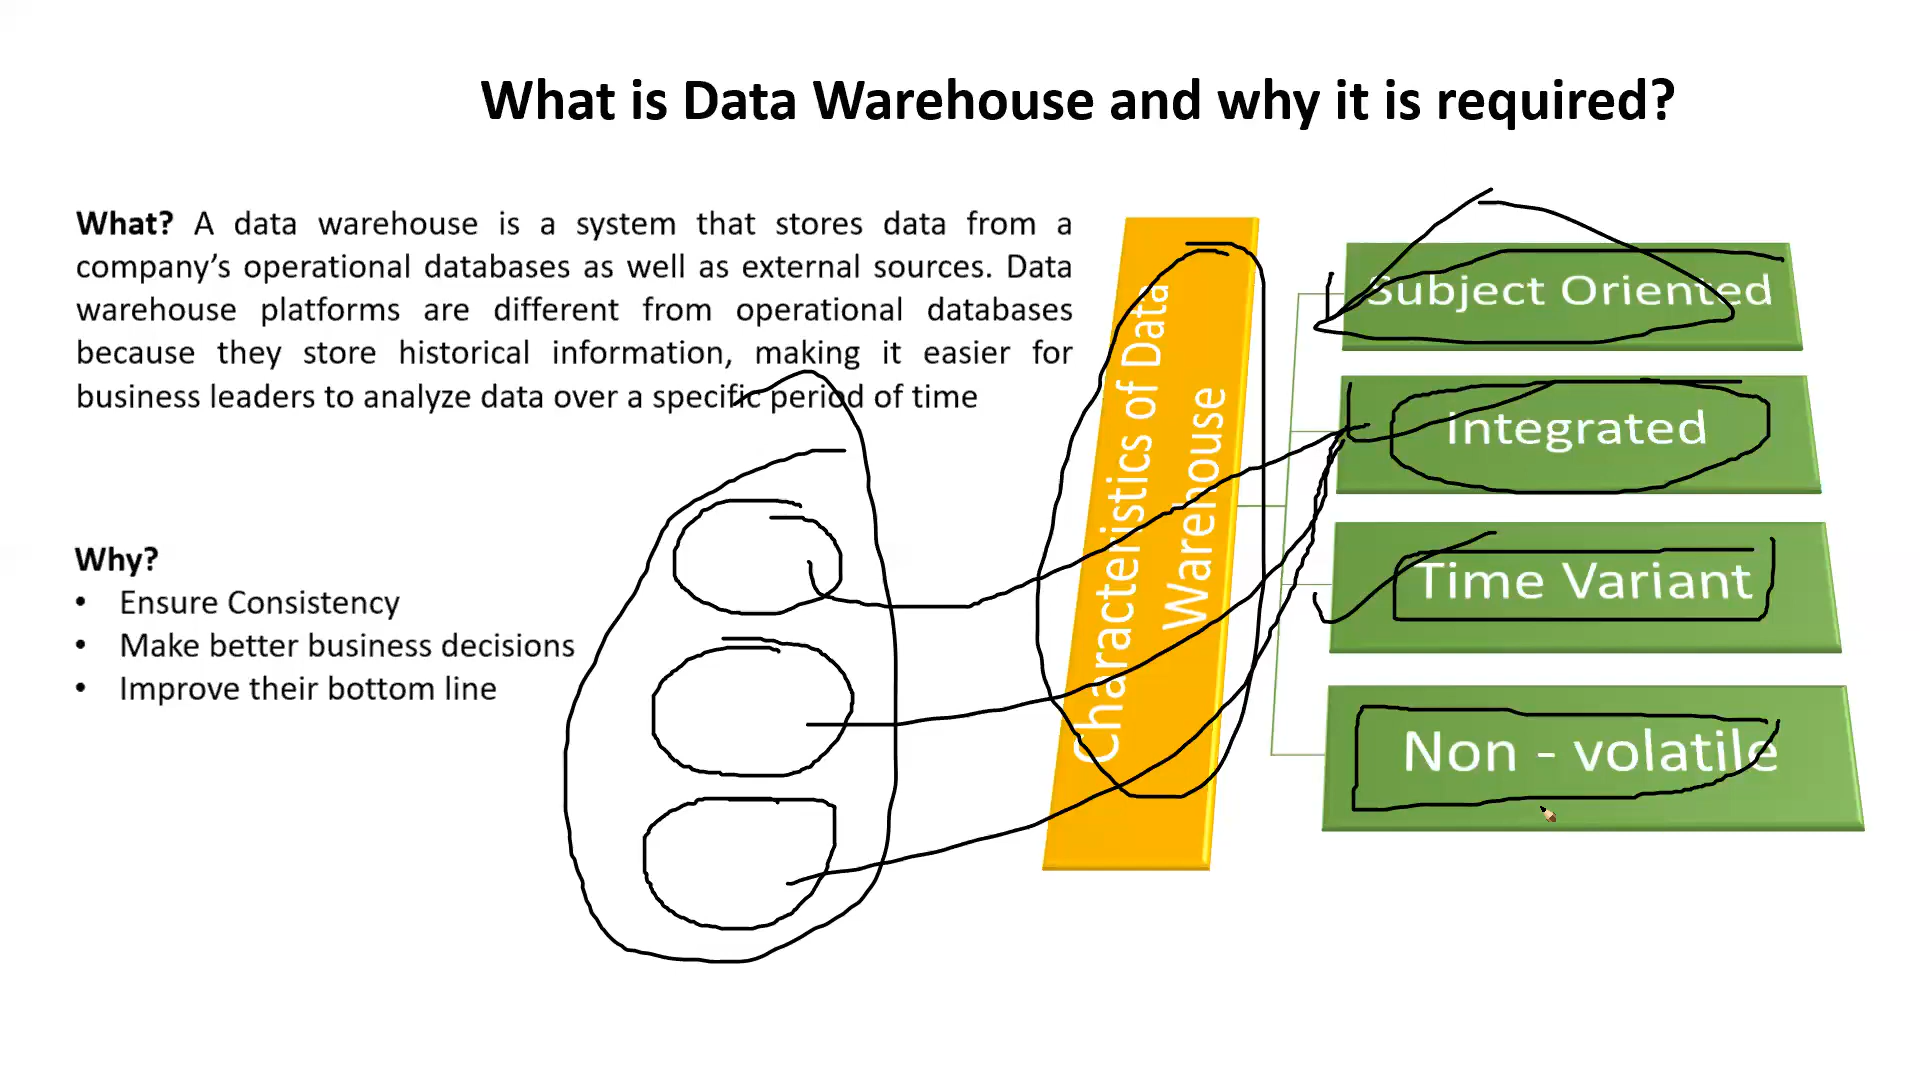 What is Data Warehouse and why it is required?
What? A data warehouse is a system that stores data from a
company’s operational databases as well as external sources. Data
warehouse platforms are different from operational databases
because they store historical information, making it easier for
business leaders to analyze data over a specific period of time
Why?
• Ensure Consistency
• Make better business decisions
• Improve their bottom line
Characteristics of Data
Warehouse
Subject Oriented
Integrated
Time Variant
Non - volatile